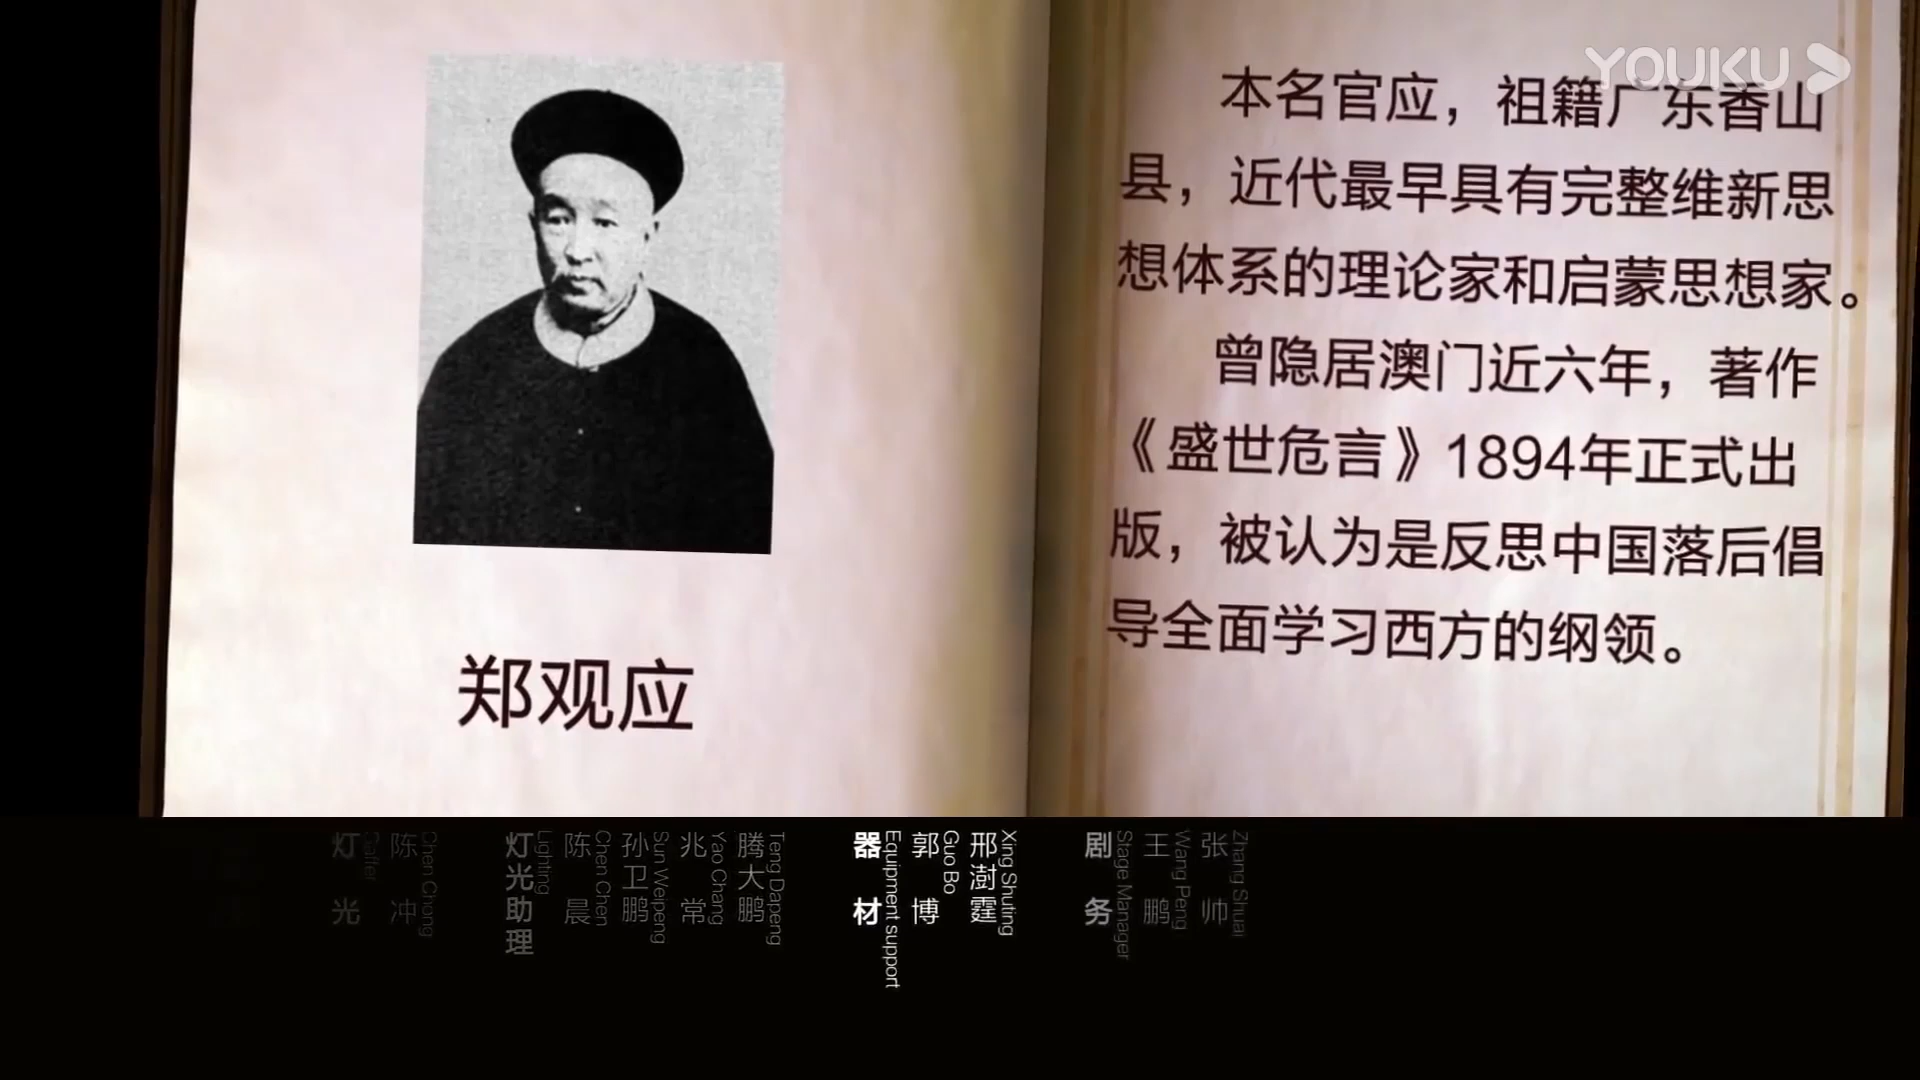 YOUKU
郑观应
本名官应，祖籍广东香山
县，近代最早具有完整维新思
想体系的理论家和启蒙思想家。
曾隐居澳门近六年，著作
《盛世危言》1894年正式出
版，被认为是反思中国落后倡
导全面学习西方的纲领。
灯光
Gaffer
陈冲
Chen Chong
灯光助理
Lighting
陈晨
Chen Chen
孙卫鹏
Sun Weipeng
兆常
Yao Chang
腾大鹏
Teng Dapeng
器材
Equipment support
郭博
Guo Bo
邢澍霆
Xing Shuting
剧务
Stage Manager
王鹏
Wang Peng
张帅
Zhang Shuai